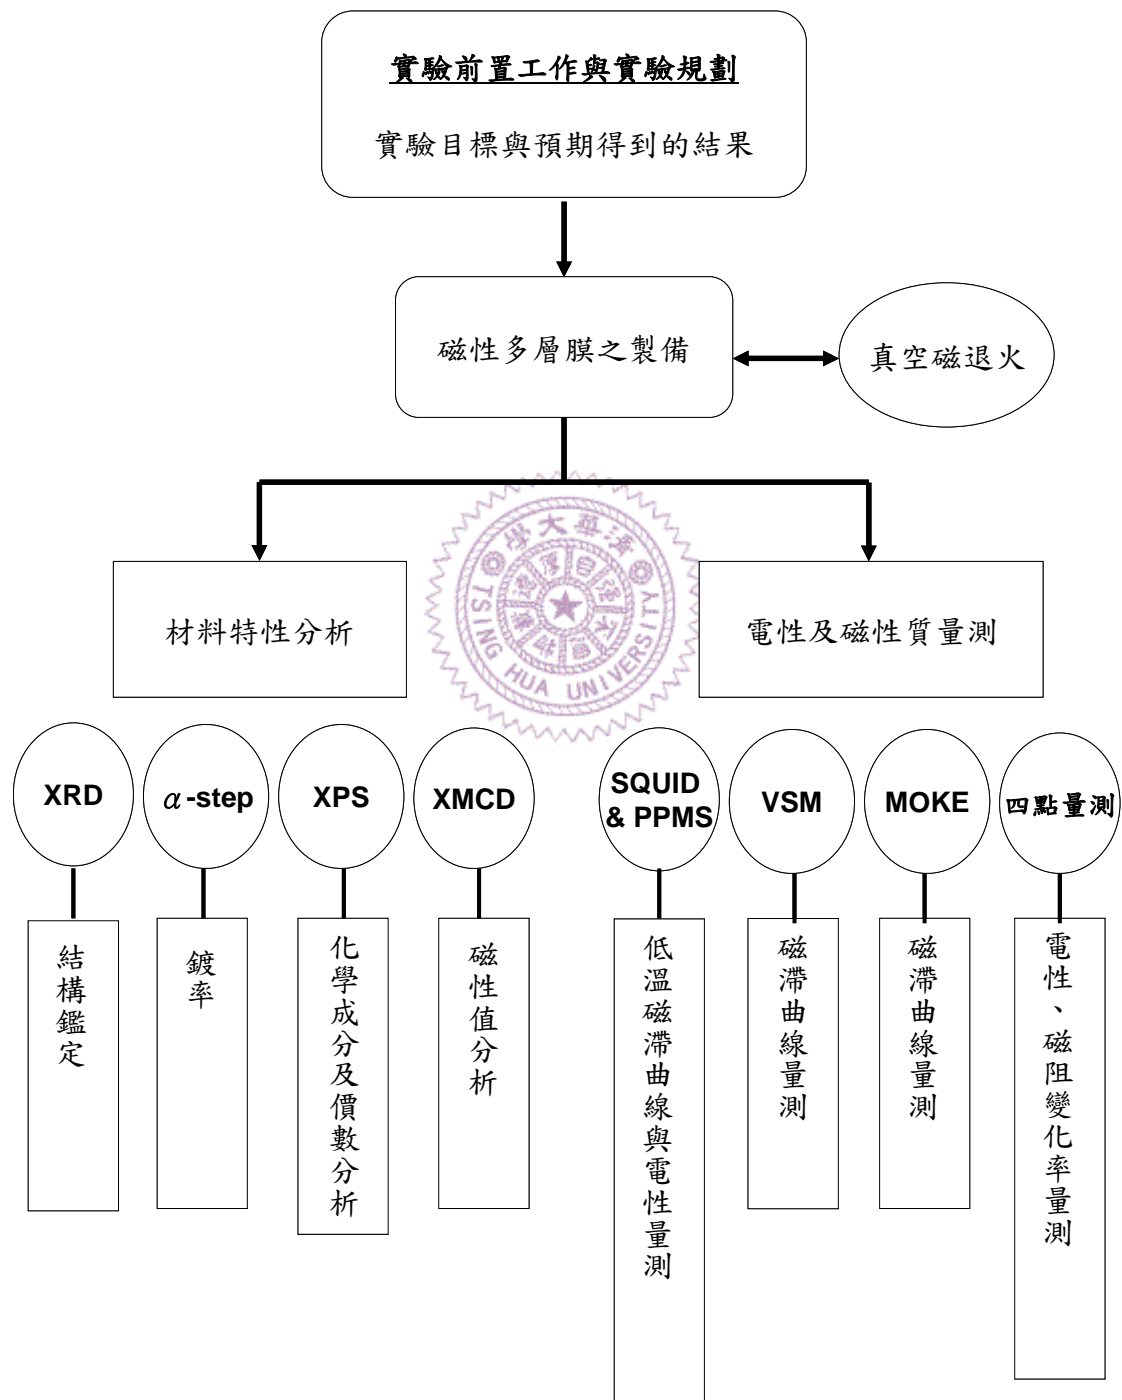 實驗前置工作與實驗規劃
實驗目標與預期得到的結果
磁性多層膜之製備
真空磁退火
材料特性分析
電性及磁性質量測
TSING HUA UNIVERSITY
XRD
α-step
XPS
XMCD
SQUID
& PPMS
VSM
MOKE
四點量測
結構鑑定
鍍率
化學成分及價數分析
磁性值分析
低溫磁滯曲線與電性量測
磁滯曲線量測
磁滯曲線量測
電性、磁阻變化率量測